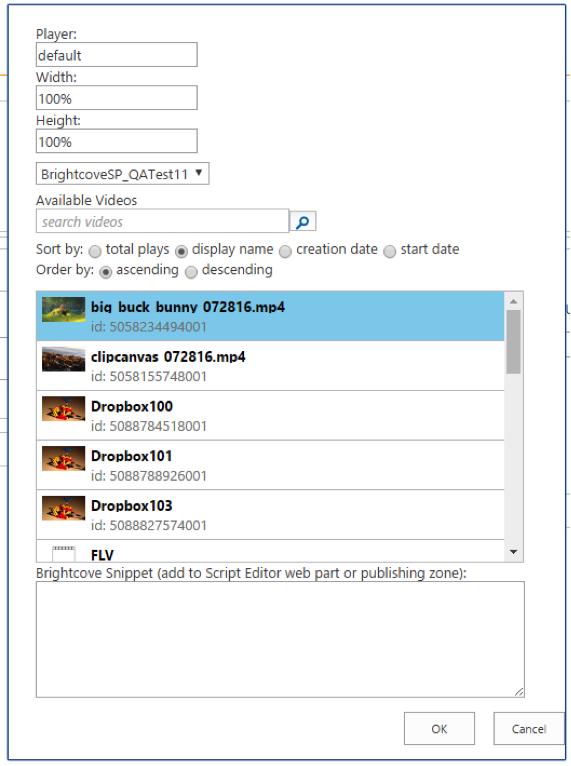 Player:
default
Width:
100%
Height:
100%
BrightcoveSP_QATest11
Available Videos
search videos
Sort by: total plays display name creation date start date
Order by: ascending descending
big_buck_bunny_072816.mp4
id: 5058234494001
clipcanvas_072816.mp4
id: 5058155748001
Dropbox100
id: 5088784518001
Dropbox101
id: 5088788926001
Dropbox103
id: 5088827574001
FLV
Brightcove Snippet (add to Script Editor web part or publishing zone):
OK Cancel